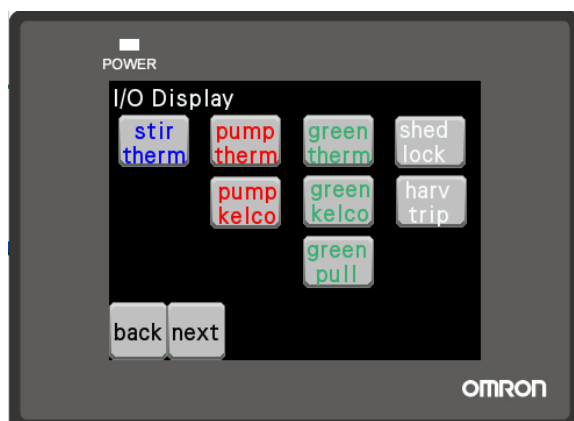 POWER
I/O Display
stir
therm
pump
therm
green
therm
shed
lock
pump
kelco
green
kelco
harv
trip
green
pull
back next
OMRON